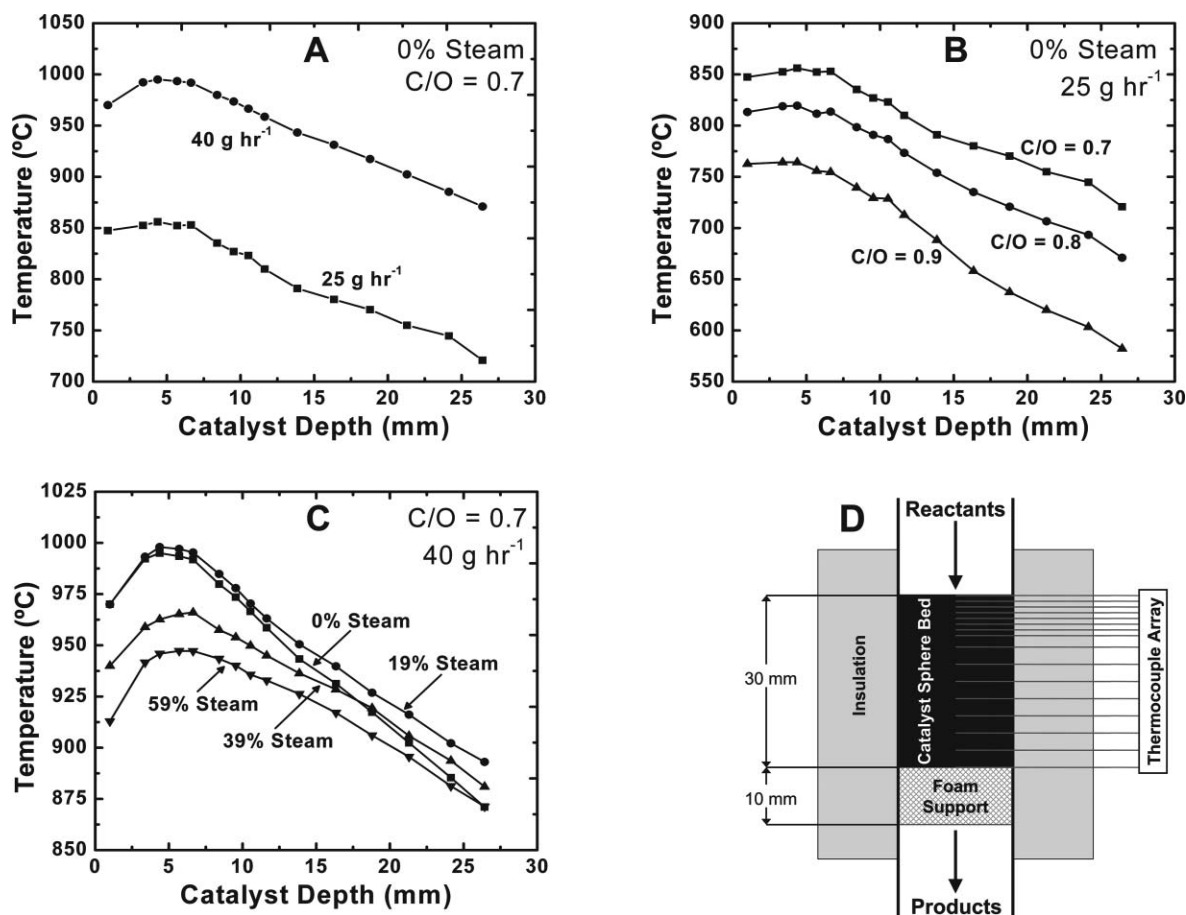 A
0% Steam
C/O = 0.7
1050
1000
950
900
850
800
750
700
40 g hr⁻¹
25 g hr⁻¹
Temperature (ºC)
0 5 10 15 20 25 30
Catalyst Depth (mm)
B
0% Steam
25 g hr⁻¹
900
850
800
750
700
650
600
550
C/O = 0.7
C/O = 0.8
C/O = 0.9
Temperature (ºC)
0 5 10 15 20 25 30
Catalyst Depth (mm)
C
C/O = 0.7
40 g hr⁻¹
1025
1000
975
950
925
900
875
850
0% Steam
19% Steam
59% Steam
39% Steam
Temperature (ºC)
0 5 10 15 20 25 30
Catalyst Depth (mm)
D
Reactants
30 mm
Insulation
Catalyst Sphere Bed
Thermocouple Array
10 mm
Foam
Support
Products